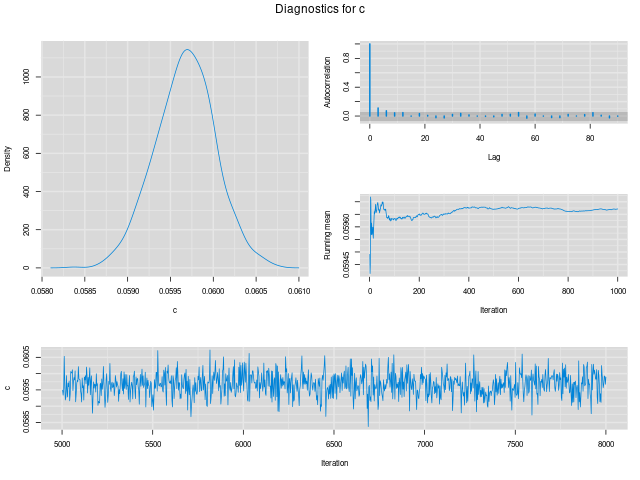 Diagnostics for c
Density
0 200 400 600 800 1000
0.0580 0.0585 0.0590 0.0595 0.0600 0.0605 0.0610
c
Autocorrelation
0.0 0.4 0.8
0 20 40 60 80
Lag
Running mean
0.05945 0.05960
0 200 400 600 800 1000
Iteration
c
0.0585 0.0595 0.0605
5000 5500 6000 6500 7000 7500 8000
Iteration